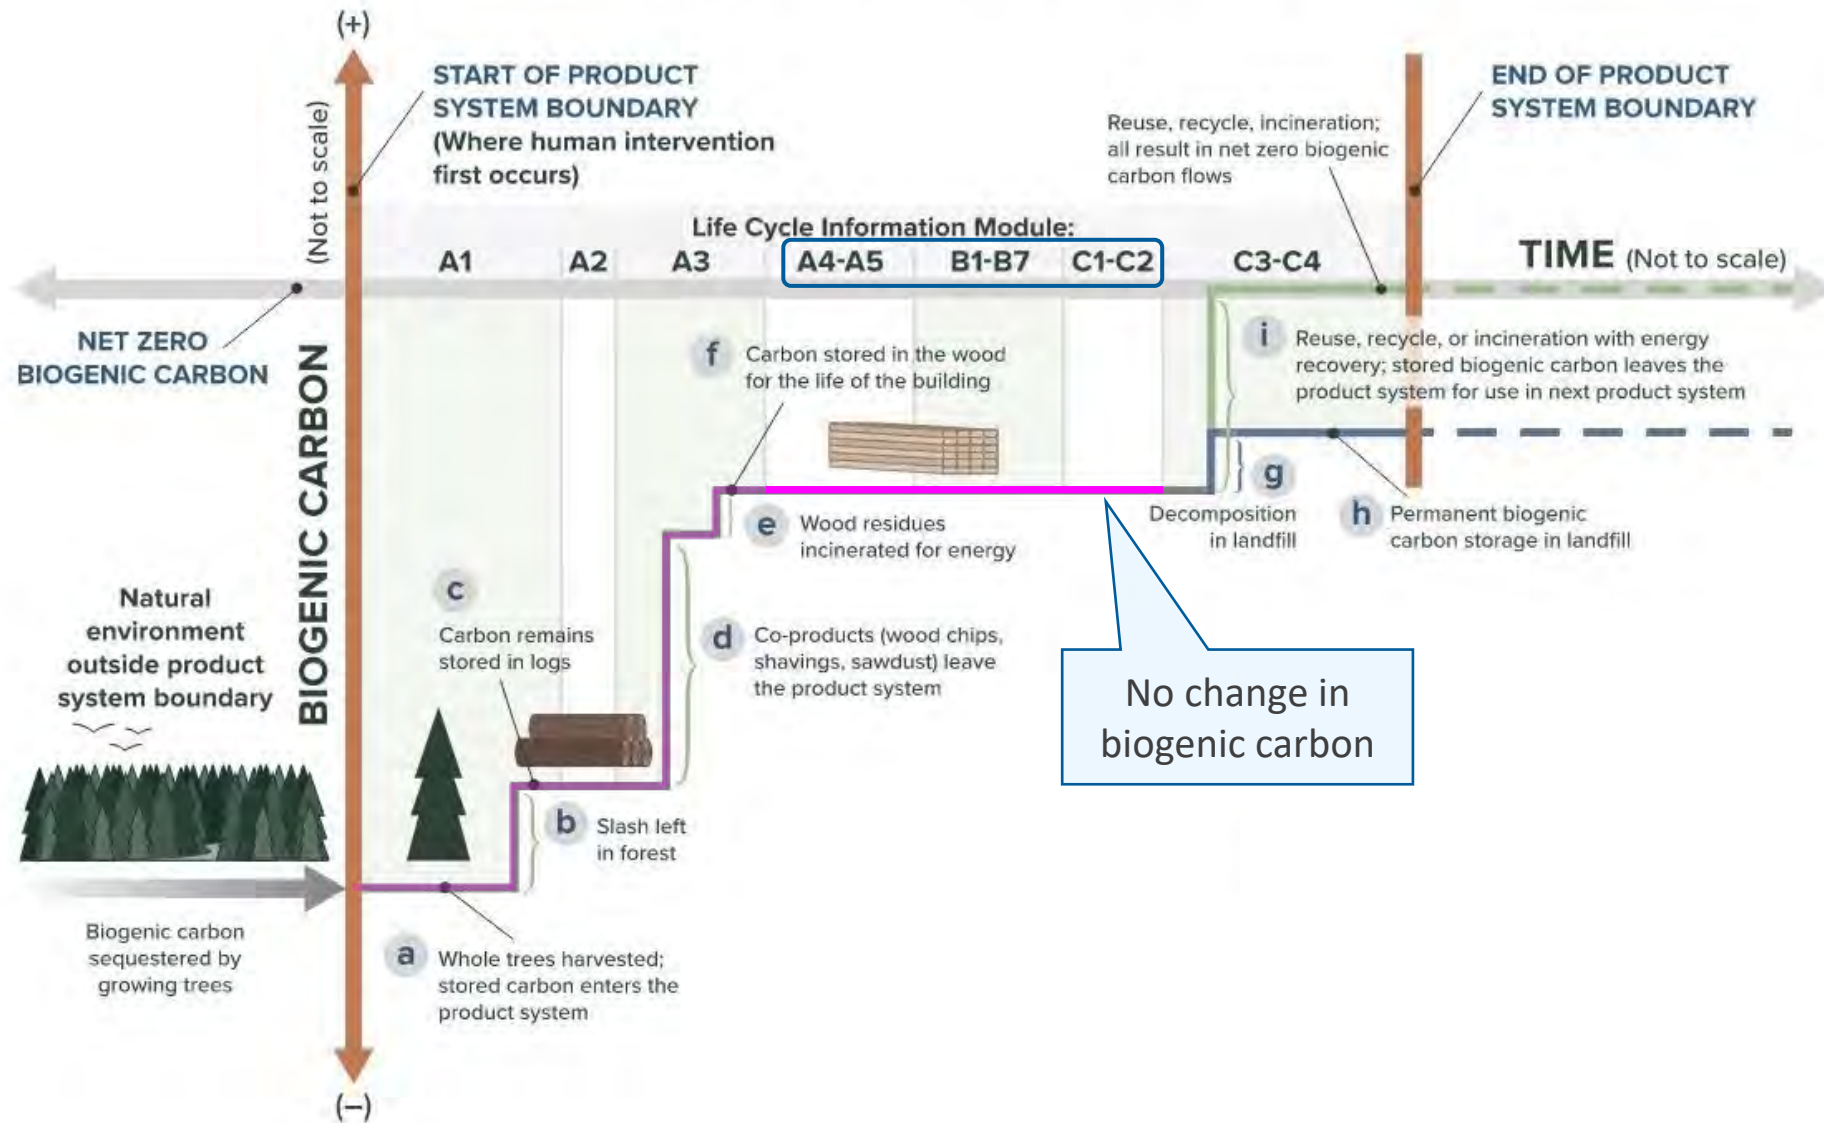 (+)
START OF PRODUCT
SYSTEM BOUNDARY
(Where human intervention
first occurs)
(Not to scale)
Reuse, recycle, incineration;
all result in net zero biogenic
carbon flows
END OF PRODUCT
SYSTEM BOUNDARY
Life Cycle Information Module:
A1 A2 A3 A4-A5 B1-B7 C1-C2 C3-C4
TIME (Not to scale)
NET ZERO
BIOGENIC CARBON
BIOGENIC CARBON
f Carbon stored in the wood
for the life of the building
i Reuse, recycle, or incineration with energy
recovery; stored biogenic carbon leaves the
product system for use in next product system
g
Decomposition
in landfill
h Permanent biogenic
carbon storage in landfill
e Wood residues
incinerated for energy
c
Carbon remains
stored in logs
d Co-products (wood chips,
shavings, sawdust) leave
the product system
No change in
biogenic carbon
Natural
environment
outside product
system boundary
b Slash left
in forest
Biogenic carbon
sequestered by
growing trees
a Whole trees harvested;
stored carbon enters the
product system
(−)